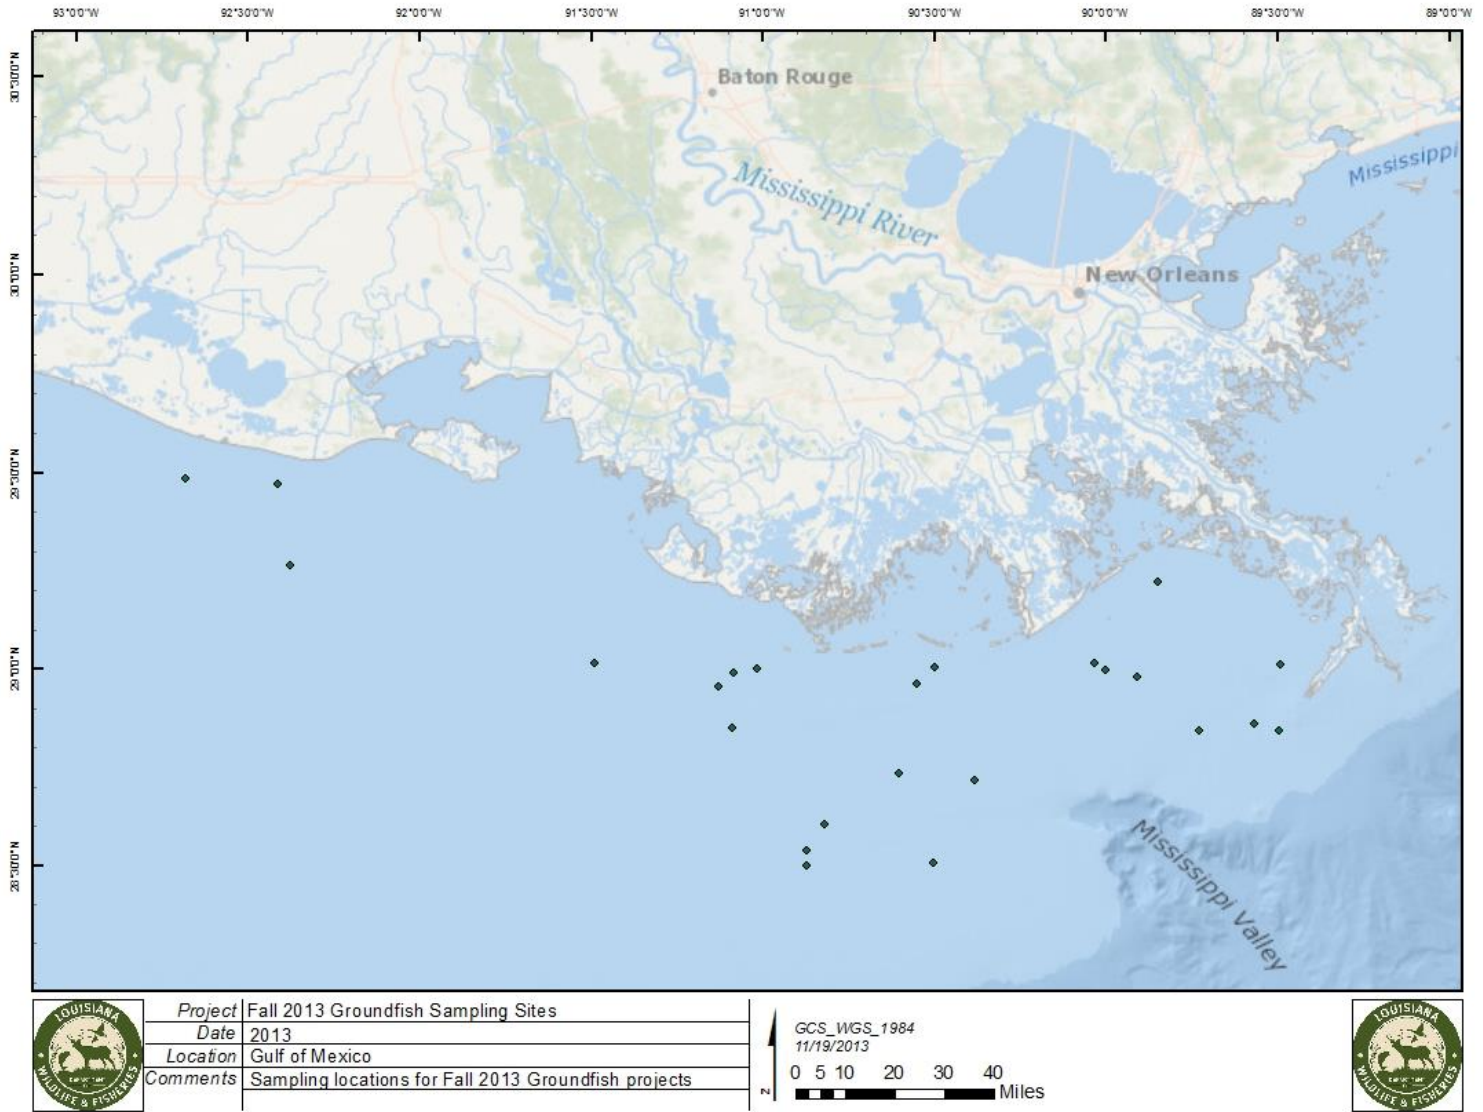 93°0'0"W 92°30'0"W 92°0'0"W 91°30'0"W 91°0'0"W 90°30'0"W 90°0'0"W 89°30'0"W 89°0'0"W
30°30'0"N
30°0'0"N
29°30'0"N
29°0'0"N
28°30'0"N
Baton Rouge
Mississippi
Mississippi River
New Orleans
Mississippi Valley
Project Fall 2013 Groundfish Sampling Sites
Date 2013
Location Gulf of Mexico
Comments Sampling locations for Fall 2013 Groundfish projects
LOUISIANA
WILDLIFE & FISHERIES
N
GCS_WGS_1984
11/19/2013
0 5 10 20 30 40
Miles
LOUISIANA
WILDLIFE & FISHERIES